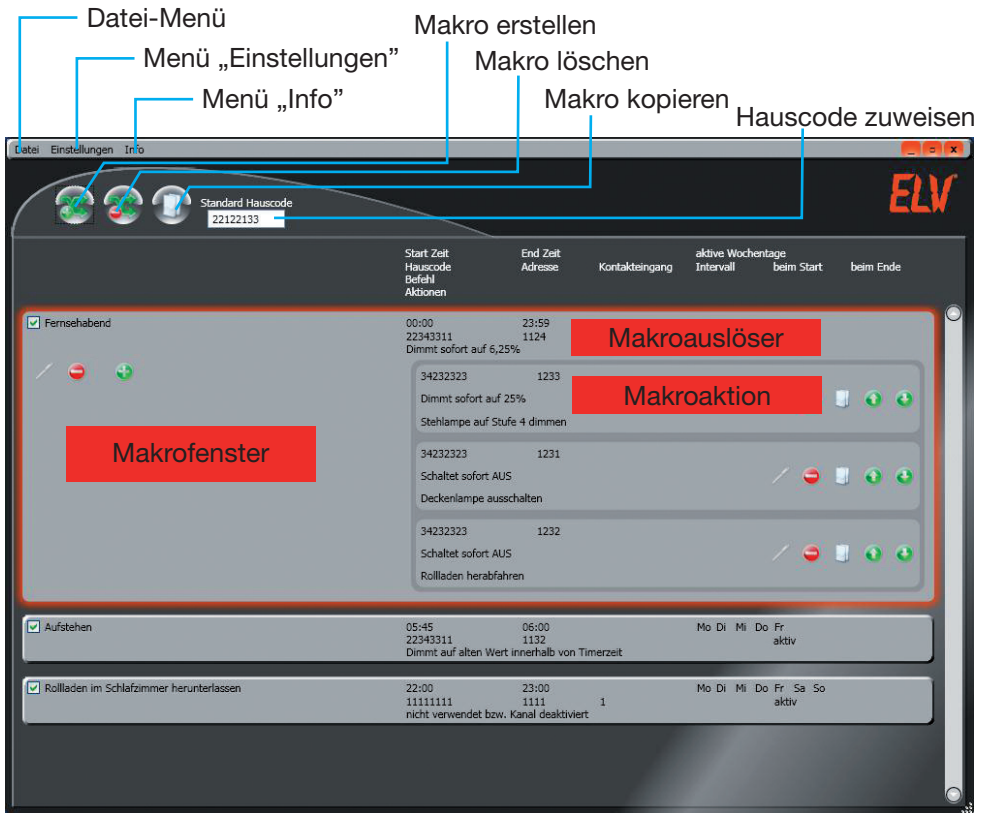 Datei-Menü
Makro erstellen
Menü „Einstellungen”
Makro löschen
Menü „Info”
Makro kopieren
Hauscode zuweisen
Datei Einstellungen Info
Standard Hauscode
22122133
ELV
Start Zeit End Zeit aktive Wochentage
Hauscode Adresse Kontakteingang Intervall beim Start beim Ende
Befehl
Aktionen
Fernsehabend 00:00 23:59
22343311 1124
Dimmt sofort auf 6,25%
Makroauslöser
34232323 1233
Makroaktion
Dimmt sofort auf 25%
Stehlampe auf Stufe 4 dimmen
Makrofenster
34232323 1231
Schaltet sofort AUS
Deckenlampe ausschalten
34232323 1232
Schaltet sofort AUS
Rollladen herabfahren
Aufstehen 05:45 06:00 Mo Di Mi Do Fr
22343311 1132 aktiv
Dimmt auf alten Wert innerhalb von Timerzeit
Rollladen im Schlafzimmer herunterlassen 22:00 23:00 Mo Di Mi Do Fr Sa So
11111111 1111 1 aktiv
nicht verwendet bzw. Kanal deaktiviert